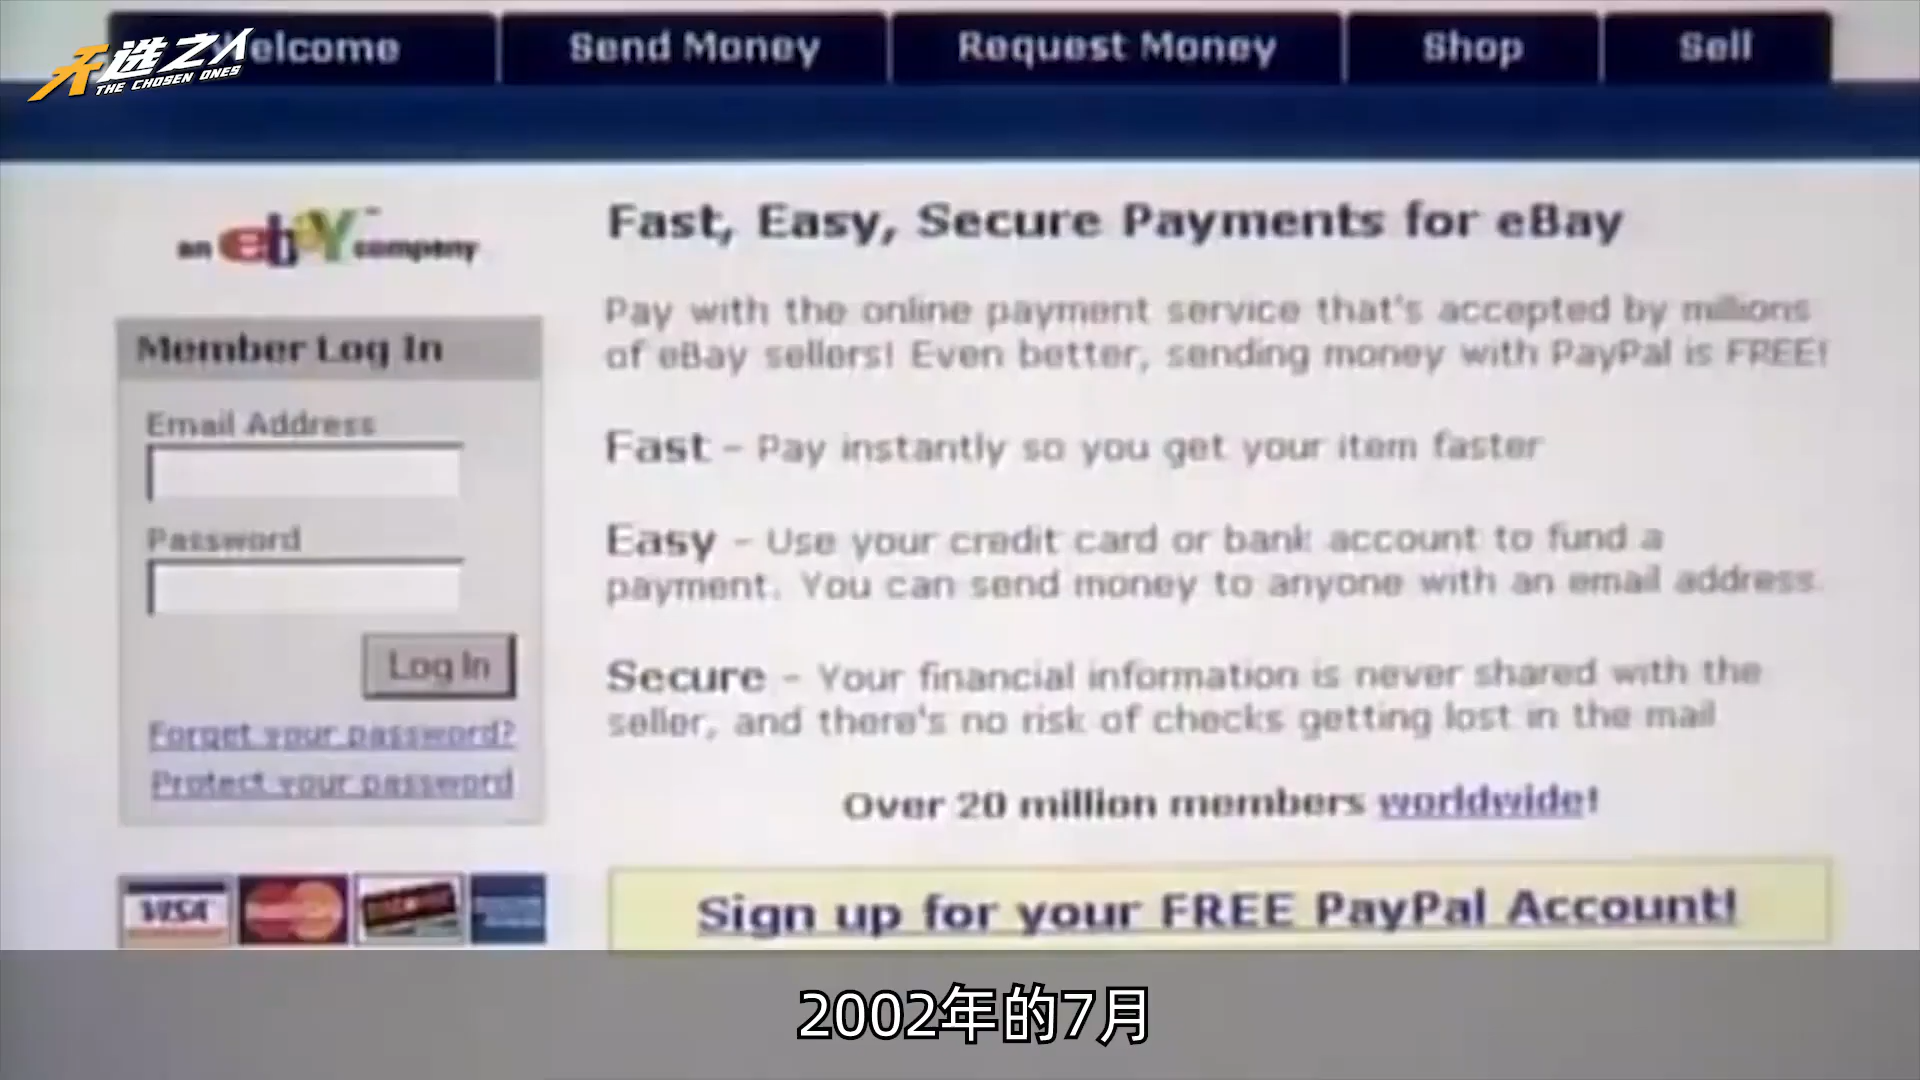 天选之人
THE CHOSEN ONES
Welcome
Send Money
Request Money
Shop
Sell
an ebay company
Member Log In
Email Address
Password
Log In
Forget your password?
Protect your password
VISA
Fast, Easy, Secure Payments for eBay
Pay with the online payment service that's accepted by millions
of eBay sellers! Even better, sending money with PayPal is FREE!
Fast - Pay instantly so you get your item faster
Easy - Use your credit card or bank account to fund a
payment. You can send money to anyone with an email address.
Secure - Your financial information is never shared with the
seller, and there's no risk of checks getting lost in the mail
Over 20 million members worldwide!
Sign up for your FREE PayPal Account!
2002年的7月